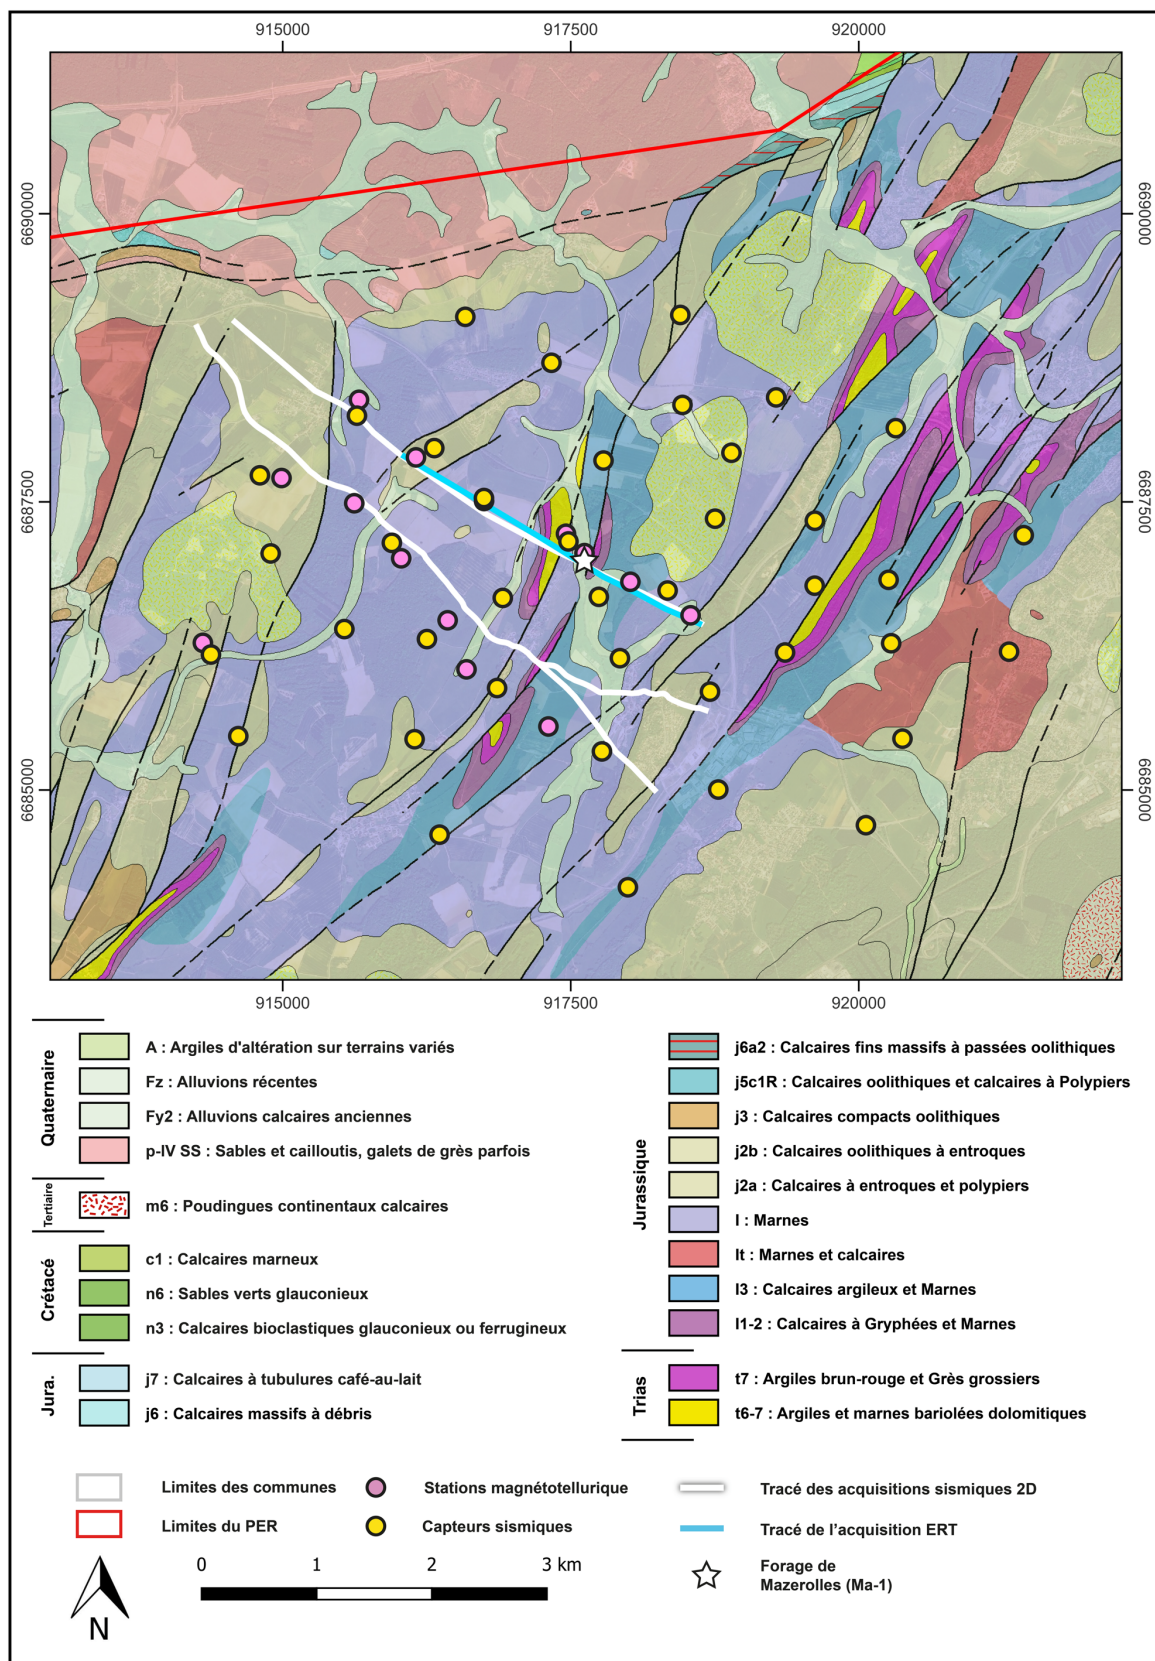 915000 917500 920000
6690000 6690000
6687500 6687500
6685000 6685000
915000 917500 920000
Quaternaire
A : Argiles d'altération sur terrains variés
Fz : Alluvions récentes
Fy2 : Alluvions calcaires anciennes
p-IV SS : Sables et cailloutis, galets de grès parfois
Tertiaire
m6 : Poudingues continentaux calcaires
Crétacé
c1 : Calcaires marneux
n6 : Sables verts glauconieux
n3 : Calcaires bioclastiques glauconieux ou ferrugineux
Jura.
j7 : Calcaires à tubulures café-au-lait
j6 : Calcaires massifs à débris
Jurassique
j6a2 : Calcaires fins massifs à passées oolithiques
j5c1R : Calcaires oolithiques et calcaires à Polypiers
j3 : Calcaires compacts oolithiques
j2b : Calcaires oolithiques à entroques
j2a : Calcaires à entroques et polypiers
l : Marnes
lt : Marnes et calcaires
l3 : Calcaires argileux et Marnes
l1-2 : Calcaires à Gryphées et Marnes
Trias
t7 : Argiles brun-rouge et Grès grossiers
t6-7 : Argiles et marnes bariolées dolomitiques
Limites des communes
Limites du PER
Stations magnétotellurique
Capteurs sismiques
Tracé des acquisitions sismiques 2D
Tracé de l'acquisition ERT
Forage de
Mazerolles (Ma-1)
0 1 2 3 km
N